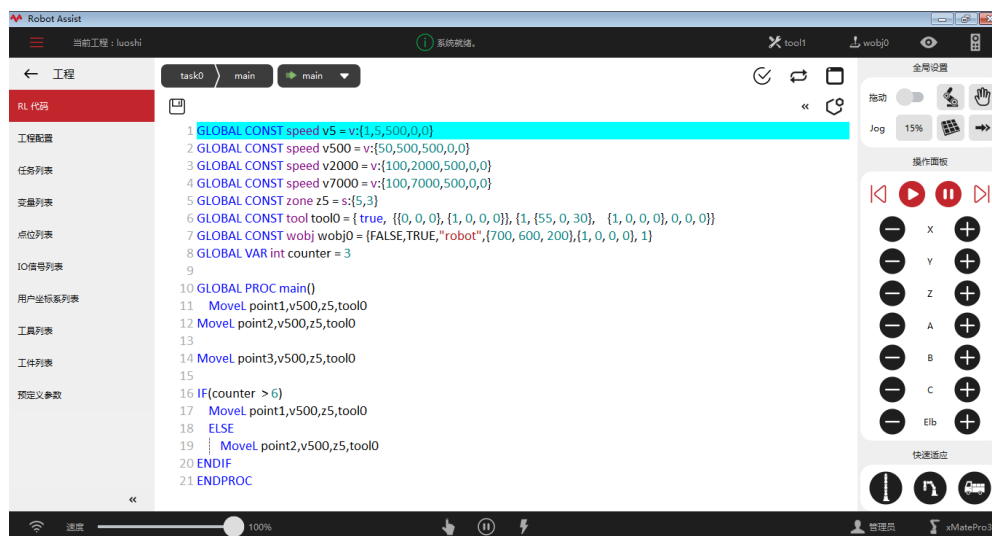 Robot Assist
当前工程 : luoshi
系统就绪。
tool1
wobj0
工程
task0
main
main
全局设置
RL 代码
工程配置
任务列表
变量列表
点位列表
IO信号列表
用户坐标系列表
工具列表
工件列表
预定义参数
«
«
1 GLOBAL CONST speed v5 = v:{1,5,500,0,0}
2 GLOBAL CONST speed v500 = v:{50,500,500,0,0}
3 GLOBAL CONST speed v2000 = v:{100,2000,500,0,0}
4 GLOBAL CONST speed v7000 = v:{100,7000,500,0,0}
5 GLOBAL CONST zone z5 = s:{5,3}
6 GLOBAL CONST tool tool0 = { true, {{0, 0, 0}, {1, 0, 0, 0}}, {1, {55, 0, 30}, {1, 0, 0, 0}, 0, 0, 0}}
7 GLOBAL CONST wobj wobj0 = {FALSE,TRUE,"robot",{700, 600, 200},{1, 0, 0, 0}, 1}
8 GLOBAL VAR int counter = 3
9
10 GLOBAL PROC main()
11 MoveL point1,v500,z5,tool0
12 MoveL point2,v500,z5,tool0
13
14 MoveL point3,v500,z5,tool0
15
16 IF(counter > 6)
17 MoveL point1,v500,z5,tool0
18 ELSE
19 MoveL point2,v500,z5,tool0
20 ENDIF
21 ENDPROC
拖动
Jog 15%
操作面板
X
Y
Z
A
B
C
Elb
快速适应
速度
100%
管理员
xMatePro3